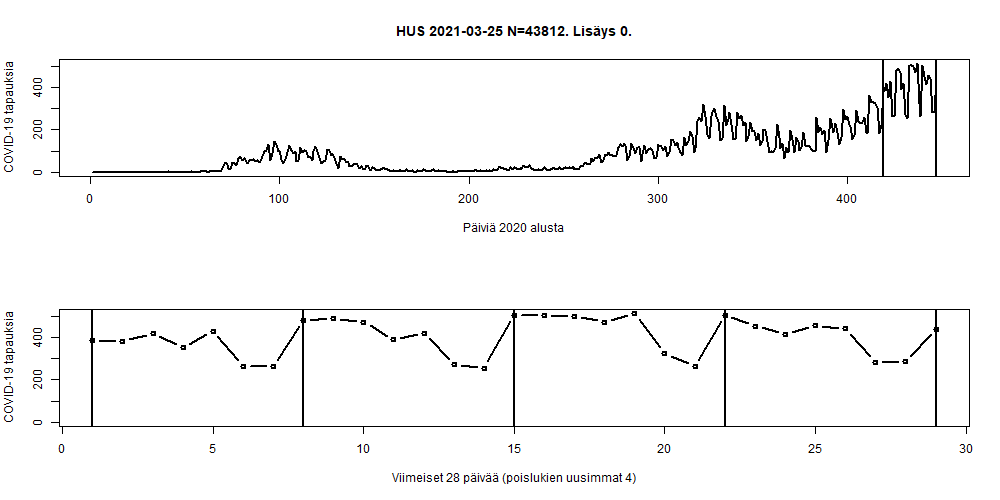 HUS 2021-03-25 N=43812. Lisäys 0.
COVID-19 tapauksia
400
200
0
0 100 200 300 400
Päiviä 2020 alusta
COVID-19 tapauksia
400
200
0
0 5 10 15 20 25 30
Viimeiset 28 päivää (poislukien uusimmat 4)